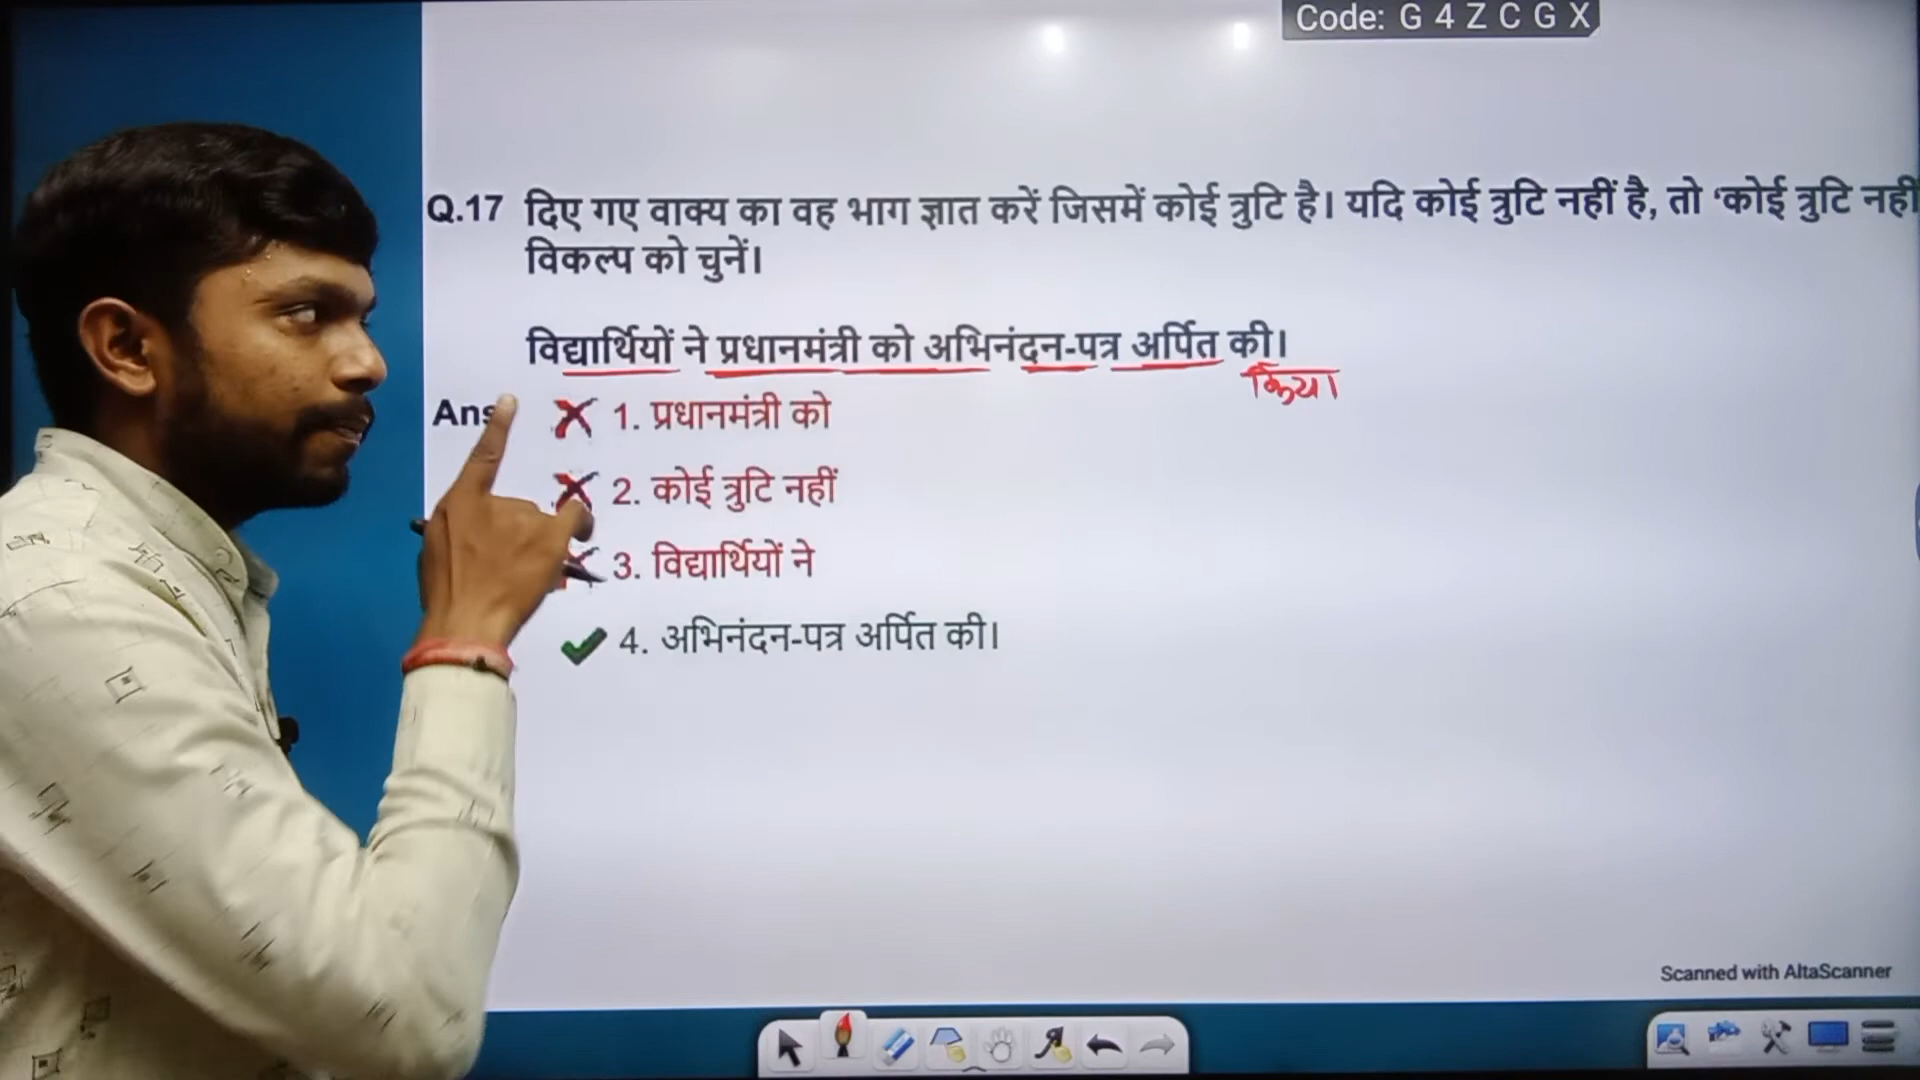 Code: G 4 Z C G X
Q.17 दिए गए वाक्य का वह भाग ज्ञात करें जिसमें कोई त्रुटि है। यदि कोई त्रुटि नहीं है, तो ‘कोई त्रुटि नहीं
विकल्प को चुनें।
विद्यार्थियों ने प्रधानमंत्री को अभिनंदन-पत्र अर्पित की।
किया
Ans
1. प्रधानमंत्री को
2. कोई त्रुटि नहीं
3. विद्यार्थियों ने
4. अभिनंदन-पत्र अर्पित की।
Scanned with AltaScanner